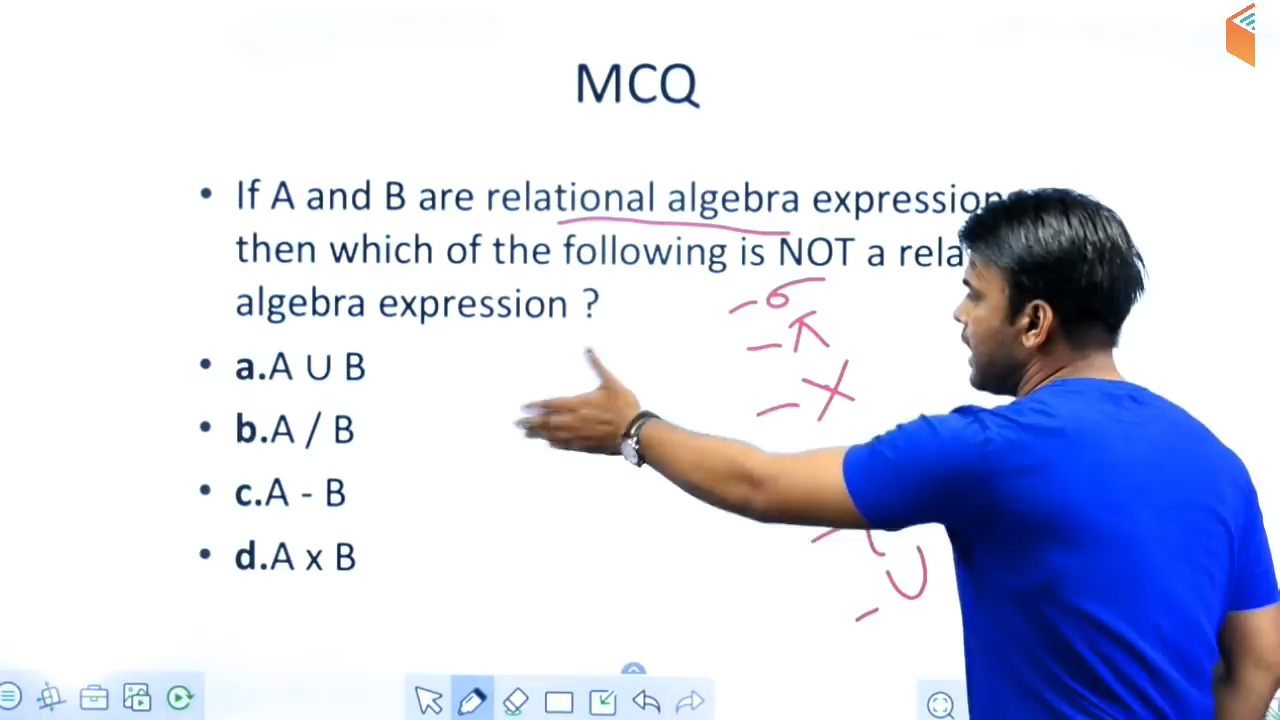 MCQ
• If A and B are relational algebra expression
then which of the following is NOT a rela
algebra expression ?
- σ
- π
- X
• a.A ∪ B
• b.A / B
• c.A - B
• d.A x B
- ∪